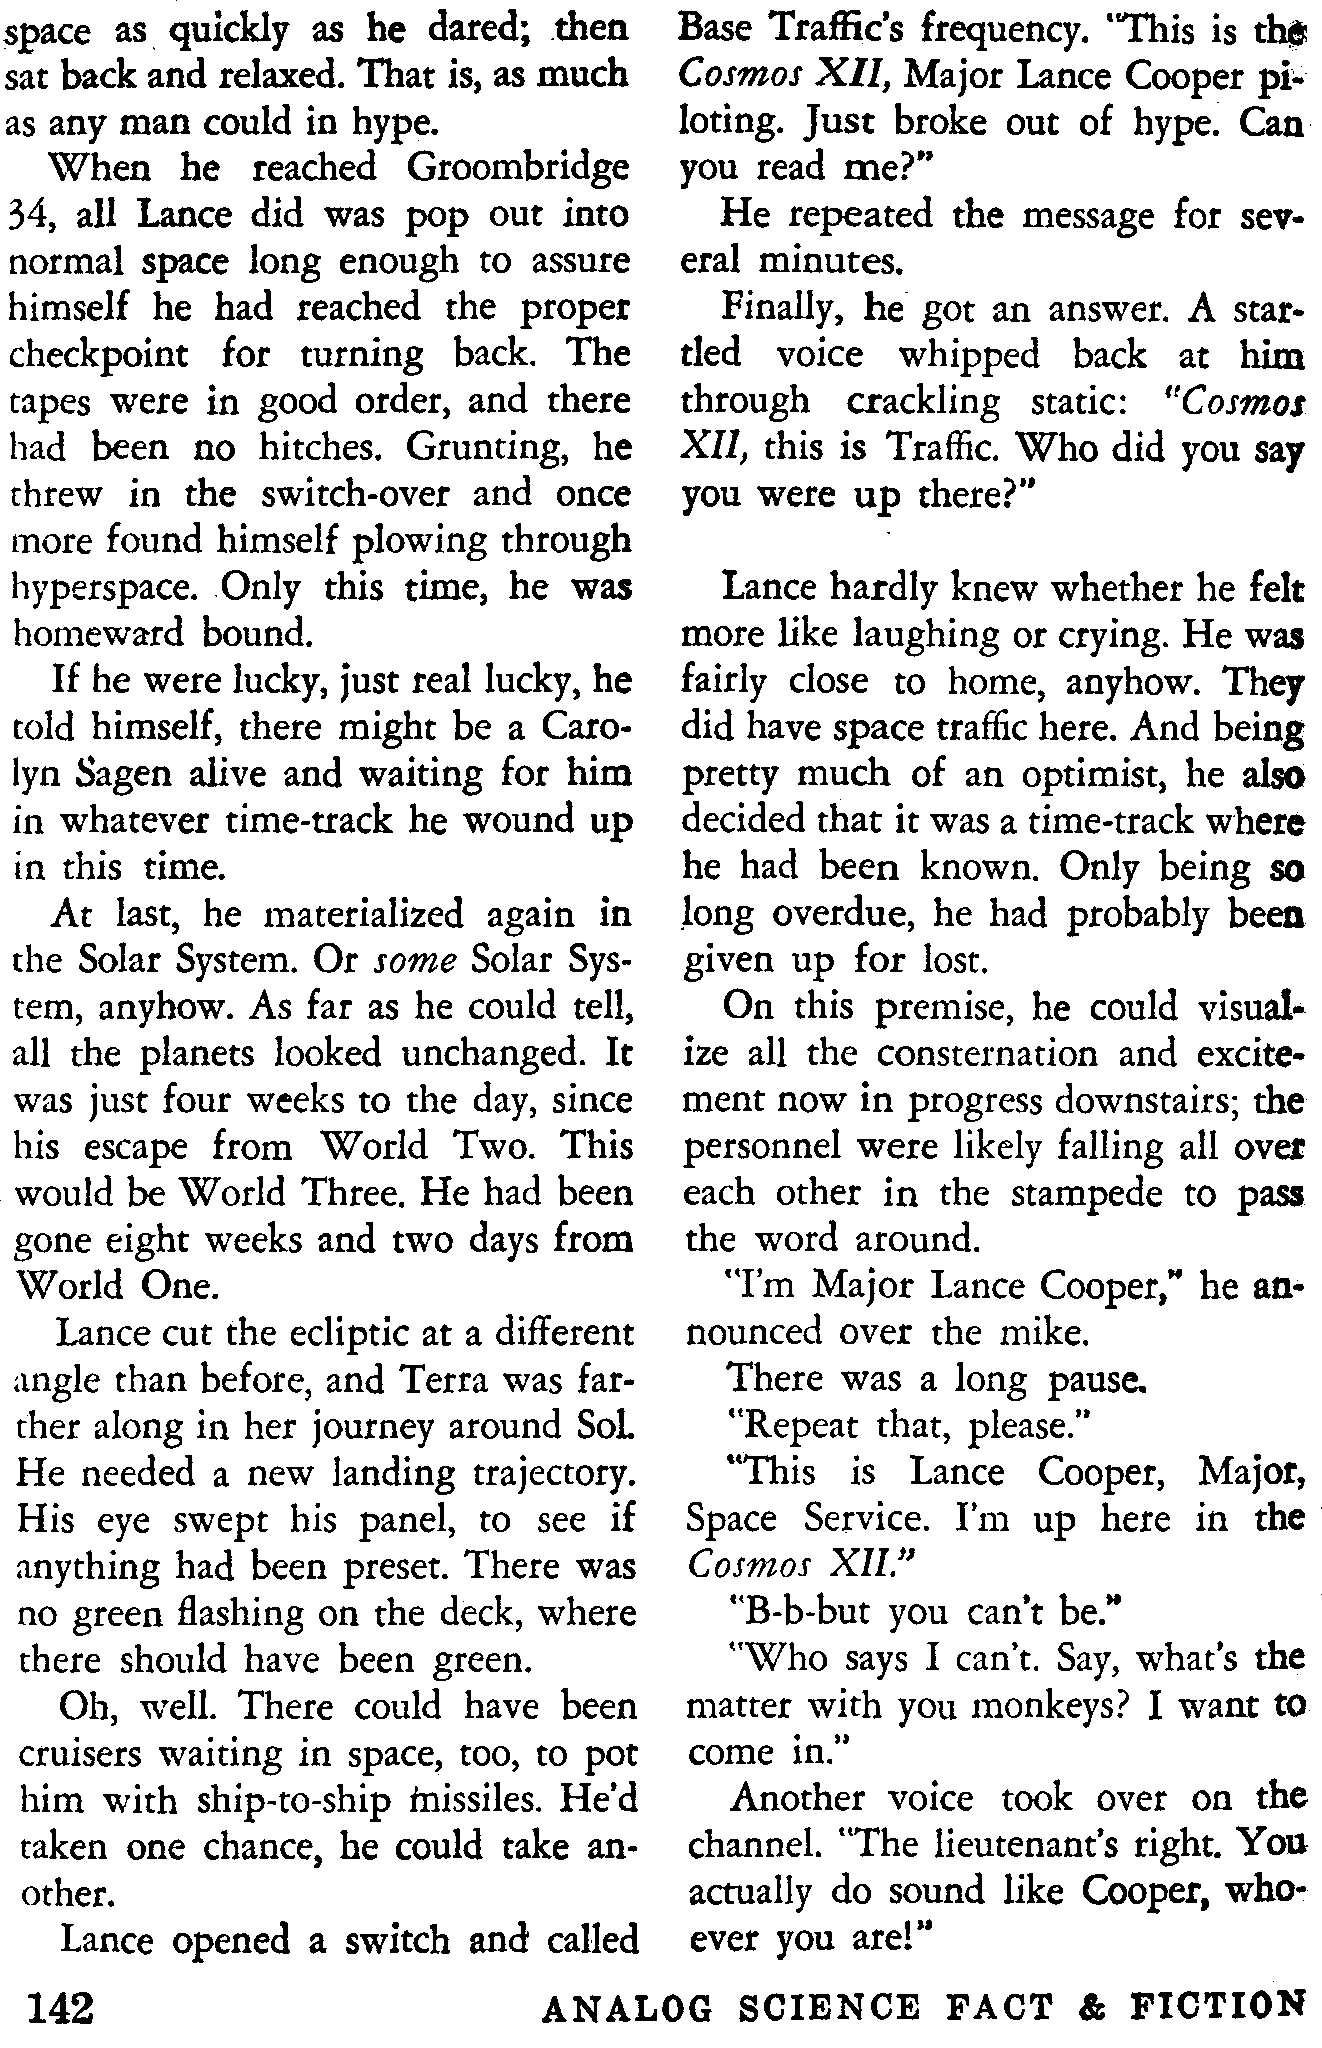 space as quickly as he dared; then
sat back and relaxed. That is, as much
as any man could in hype.
When he reached Groombridge
34, all Lance did was pop out into
normal space long enough to assure
himself he had reached the proper
checkpoint for turning back. The
tapes were in good order, and there
had been no hitches. Grunting, he
threw in the switch-over and once
more found himself plowing through
hyperspace. Only this time, he was
homeward bound.
If he were lucky, just real lucky, he
told himself, there might be a Caro-
lyn Sagen alive and waiting for him
in whatever time-track he wound up
in this time.
At last, he materialized again in
the Solar System. Or some Solar Sys-
tem, anyhow. As far as he could tell,
all the planets looked unchanged. It
was just four weeks to the day, since
his escape from World Two. This
would be World Three. He had been
gone eight weeks and two days from
World One.
Lance cut the ecliptic at a different
angle than before, and Terra was far-
ther along in her journey around Sol.
He needed a new landing trajectory.
His eye swept his panel, to see if
anything had been preset. There was
no green flashing on the deck, where
there should have been green.
Oh, well. There could have been
cruisers waiting in space, too, to pot
him with ship-to-ship missiles. He'd
taken one chance, he could take an-
other.
Lance opened a switch and called
Base Traffic's frequency. "This is the
Cosmos XII, Major Lance Cooper pi-
loting. Just broke out of hype. Can
you read me?"
He repeated the message for sev-
eral minutes.
Finally, he got an answer. A star-
tled voice whipped back at him
through crackling static: "Cosmos
XII, this is Traffic. Who did you say
you were up there?"
Lance hardly knew whether he felt
more like laughing or crying. He was
fairly close to home, anyhow. They
did have space traffic here. And being
pretty much of an optimist, he also
decided that it was a time-track where
he had been known. Only being so
long overdue, he had probably been
given up for lost.
On this premise, he could visual-
ize all the consternation and excite-
ment now in progress downstairs; the
personnel were likely falling all over
each other in the stampede to pass
the word around.
"I'm Major Lance Cooper," he an-
nounced over the mike.
There was a long pause.
"Repeat that, please."
"This is Lance Cooper, Major,
Space Service. I'm up here in the
Cosmos XII."
"B-b-but you can't be."
"Who says I can't. Say, what's the
matter with you monkeys? I want to
come in."
Another voice took over on the
channel. "The lieutenant's right. You
actually do sound like Cooper, who-
ever you are!"
142
ANALOG SCIENCE FACT & FICTION